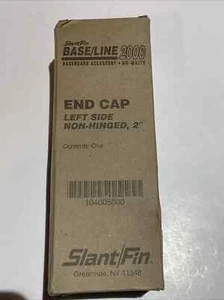 Slant/Fin
BASE/LINE 2000
BASEBOARD ACCESSORY • NO WAITS
END CAP
LEFT SIDE
NON-HINGED, 2"
Contents: One
104005000
Slant/Fin
Greenvale, NY 11548